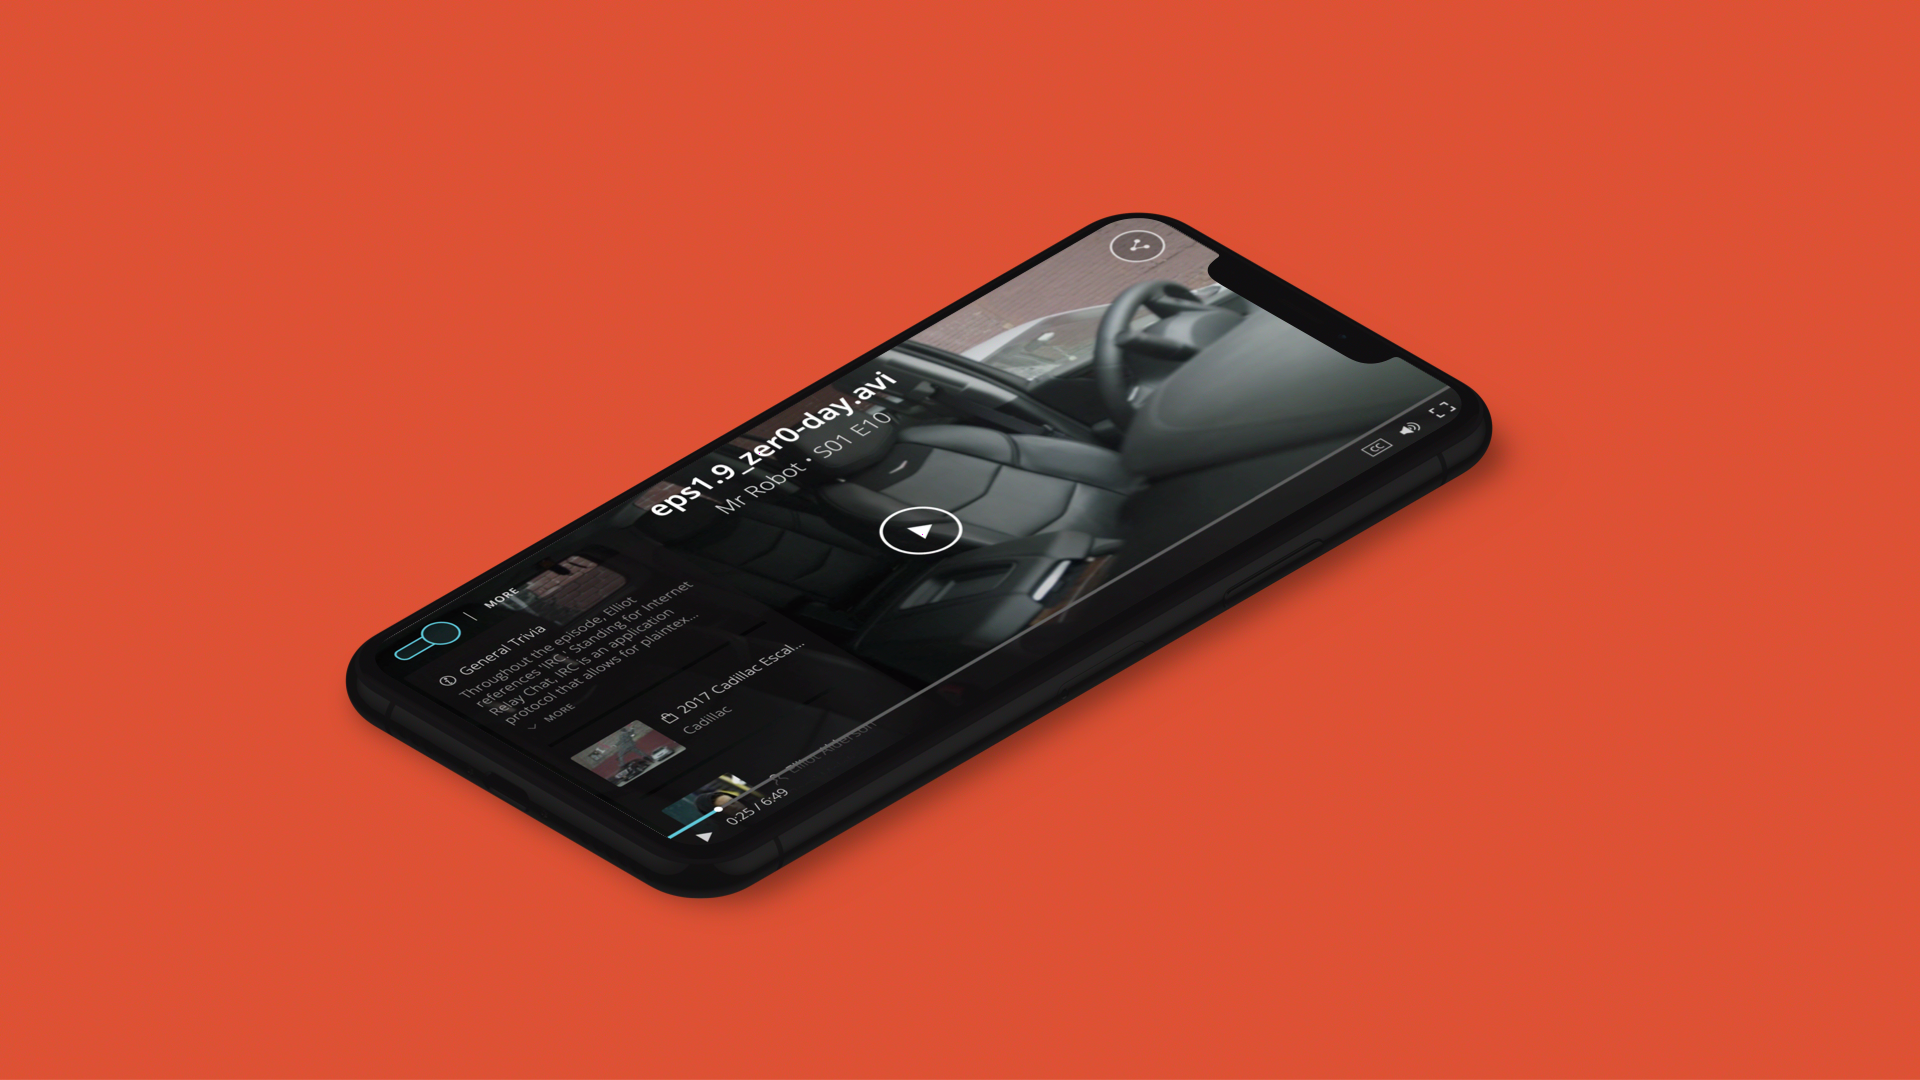 eps1.9_zer0-day.avi
Mr Robot • S01 E10
MORE
General Trivia
Throughout the episode, Elliot
references 'IRC.' Standing for Internet
Relay Chat, IRC is an application
protocol that allows for plaintex...
MORE
2017 Cadillac Escal...
Cadillac
Elliot Alderson
0:25 / 6:49
CC